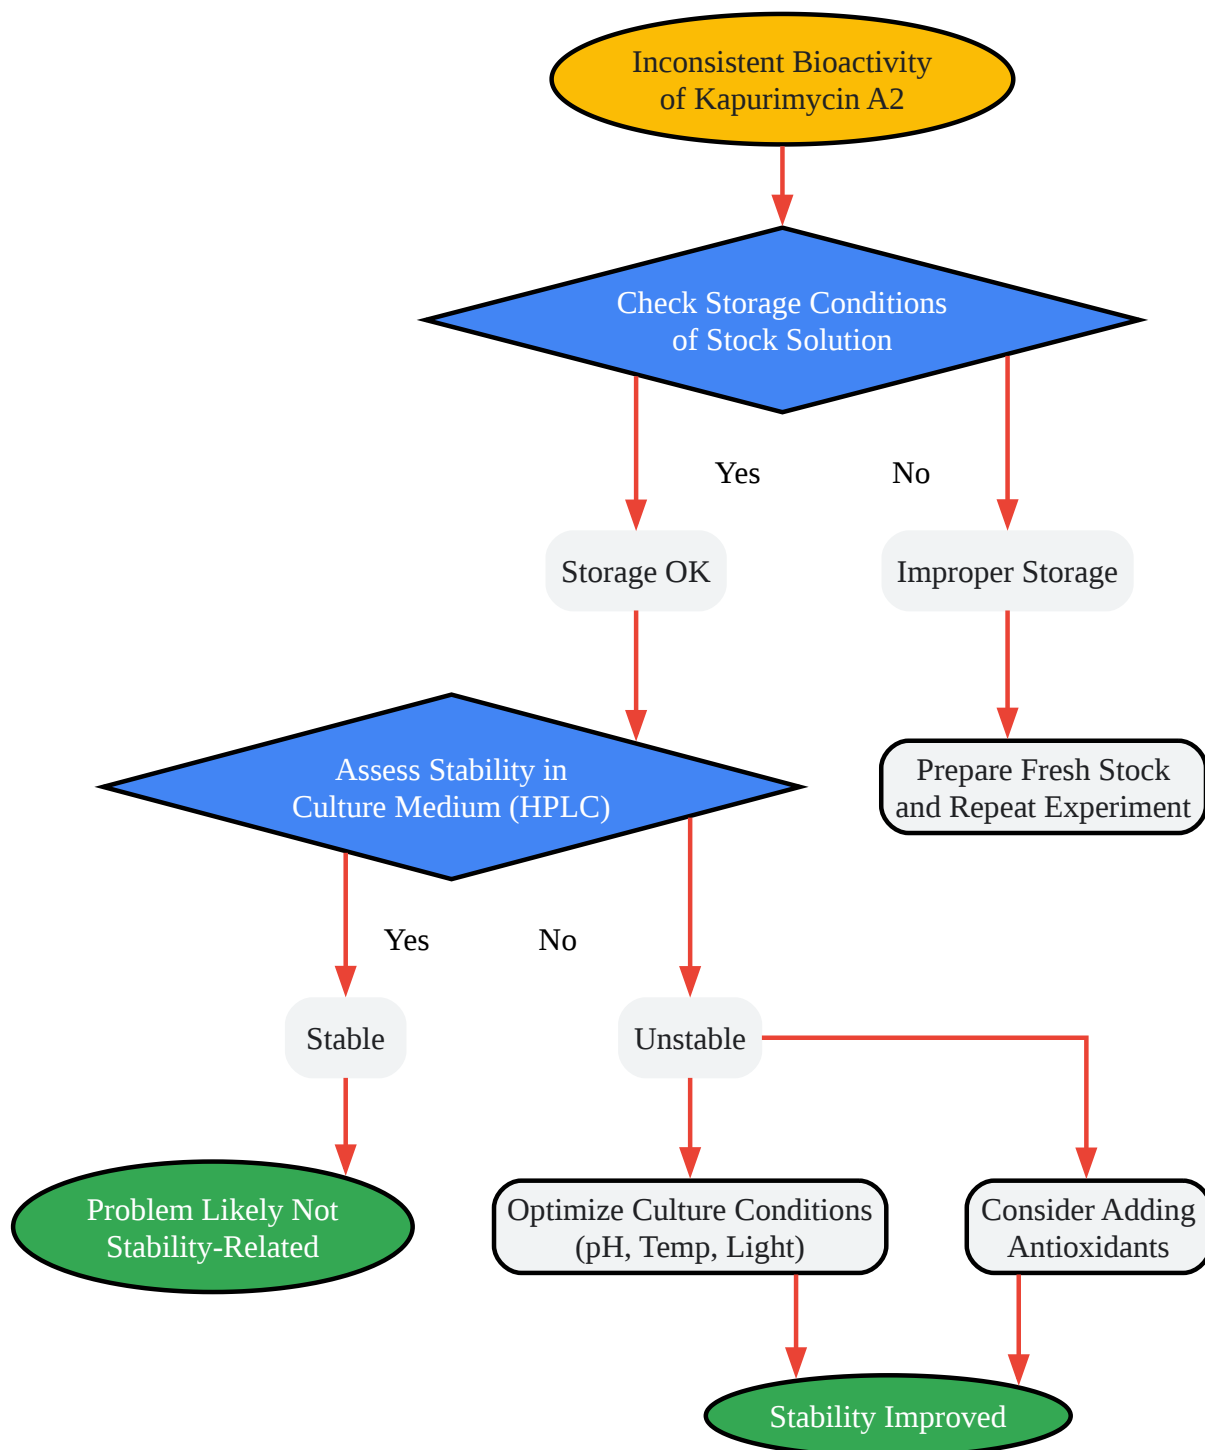 Inconsistent Bioactivity
of Kapurimycin A2
Check Storage Conditions
of Stock Solution
Yes
No
Storage OK
Improper Storage
Assess Stability in
Culture Medium (HPLC)
Prepare Fresh Stock
and Repeat Experiment
Yes
No
Stable
Unstable
Problem Likely Not
Stability-Related
Optimize Culture Conditions
(pH, Temp, Light)
Consider Adding
Antioxidants
Stability Improved